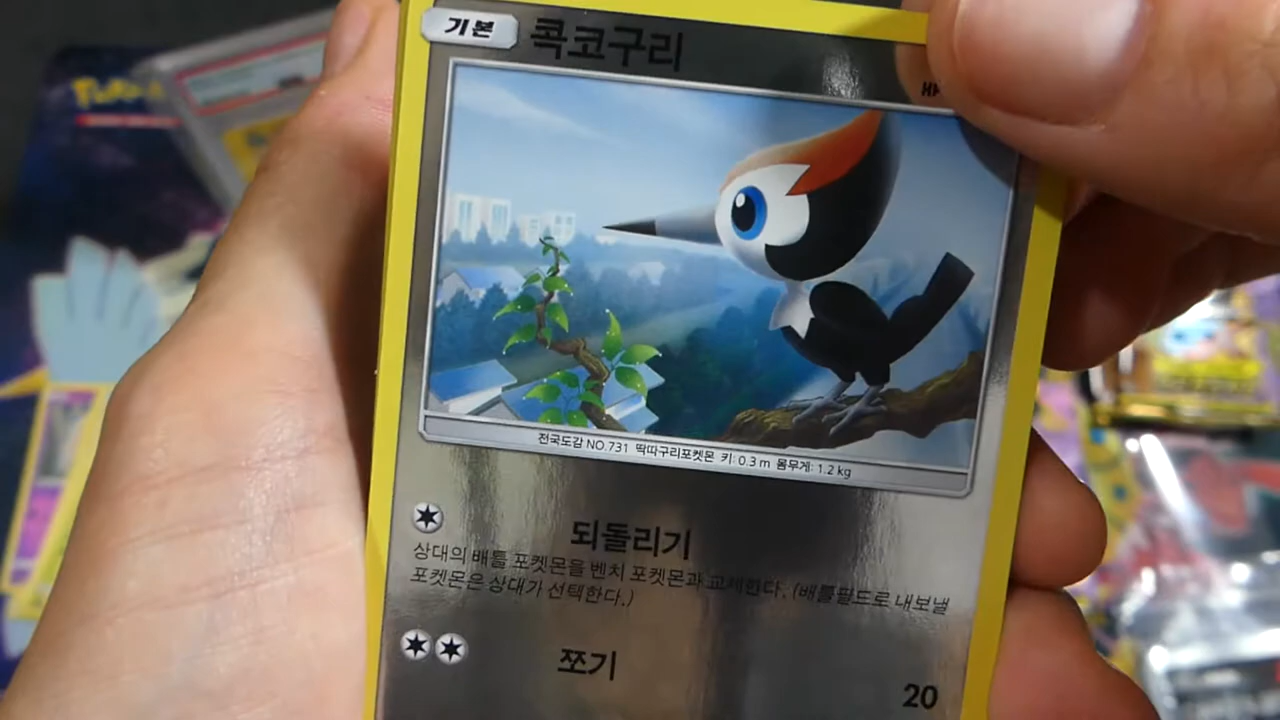 기본 콕코구리
전국도감 NO.731 딱따구리포켓몬 키: 0.3 m 몸무게: 1.2 kg
되돌리기
상대의 배틀 포켓몬을 벤치 포켓몬과 교체한다. (배틀필드로 내보낼
포켓몬은 상대가 선택한다.)
쪼기 20